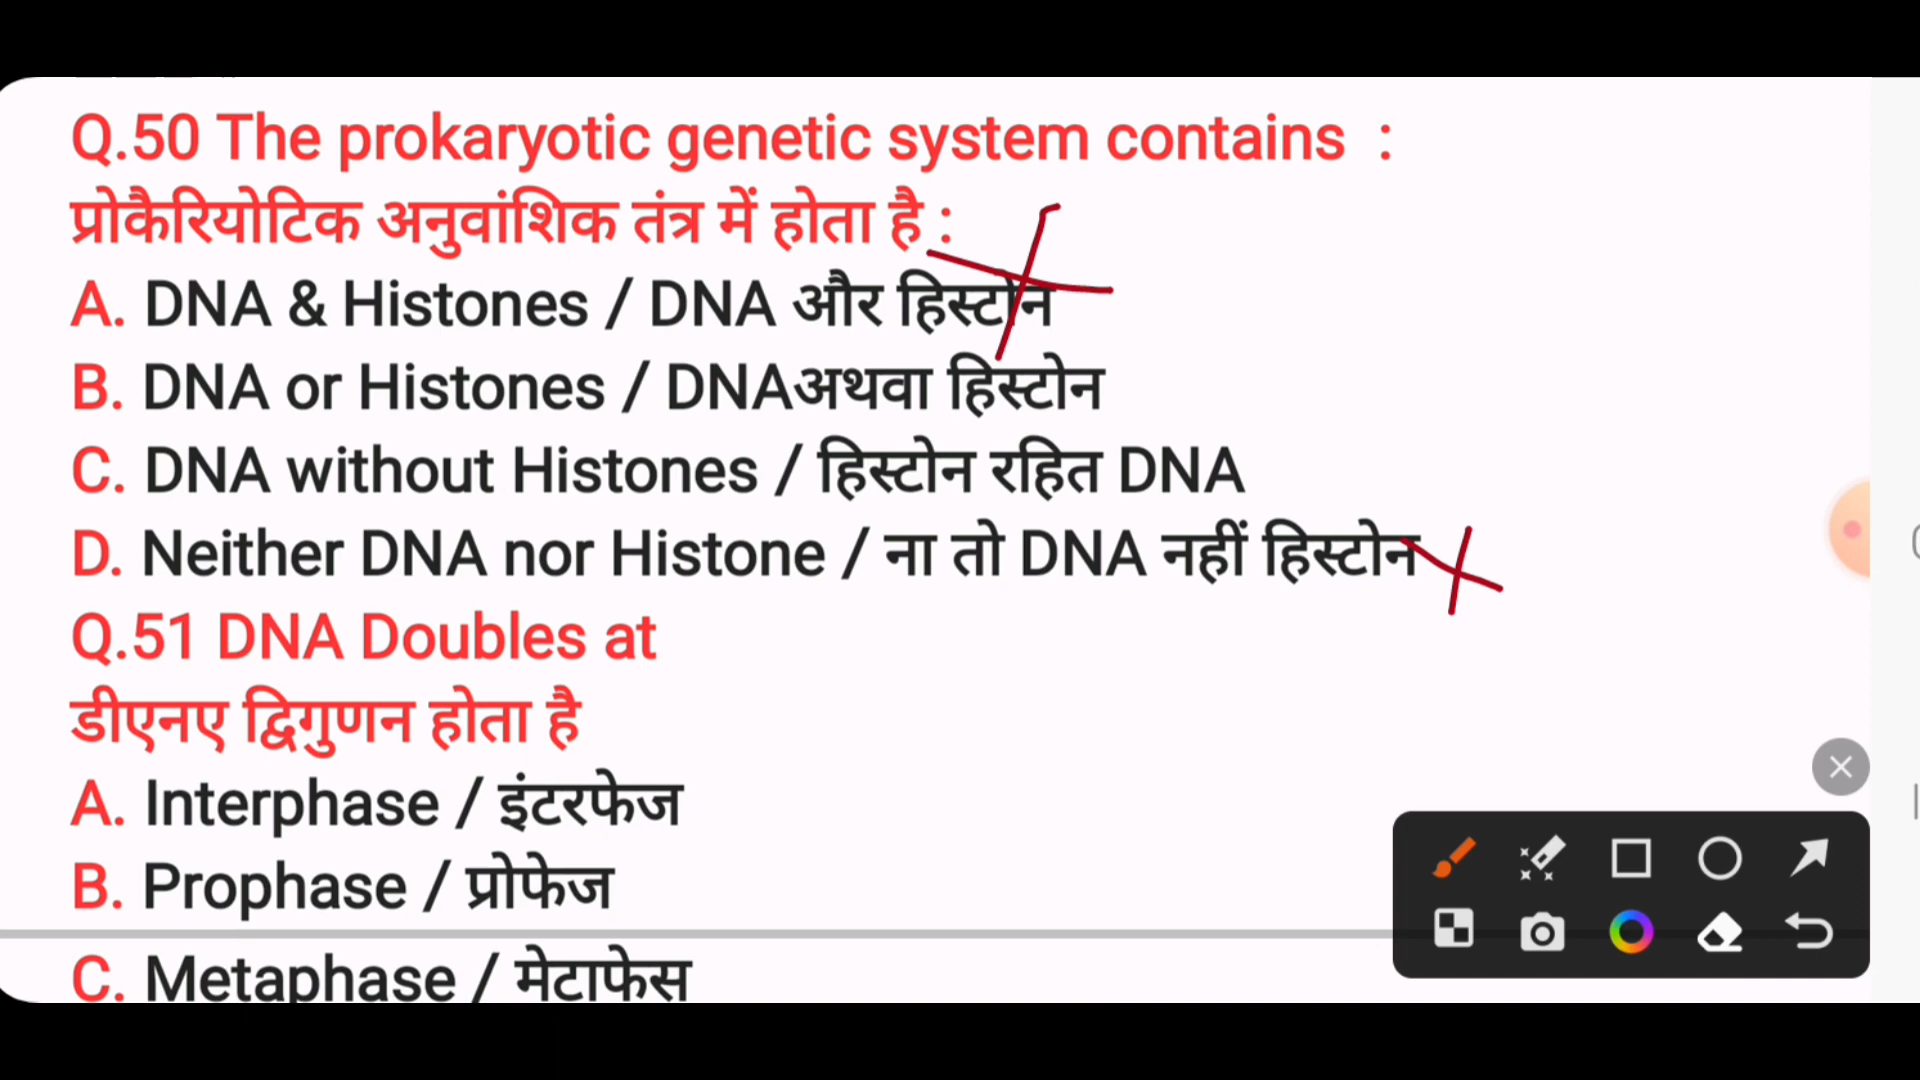 Q.50 The prokaryotic genetic system contains :
प्रोकैरियोटिक अनुवांशिक तंत्र में होता है :
A. DNA & Histones / DNA और हिस्टोन
B. DNA or Histones / DNAअथवा हिस्टोन
C. DNA without Histones / हिस्टोन रहित DNA
D. Neither DNA nor Histone / ना तो DNA नहीं हिस्टोन
Q.51 DNA Doubles at
डीएनए द्विगुणन होता है
A. Interphase / इंटरफेज
B. Prophase / प्रोफेज
C. Metaphase / मेटाफेस